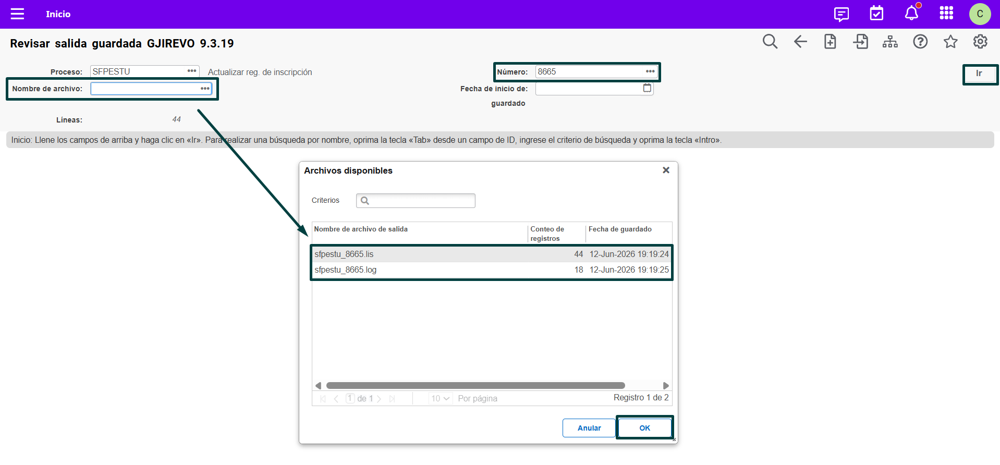 Inicio
C
Revisar salida guardada GJIREVO 9.3.19
Proceso: SFPESTU ••• Actualizar reg. de inscripción
Número: 8665 •••
Ir
Nombre de archivo: •••
Fecha de inicio de:
guardado
Líneas: 44
Inicio: Llene los campos de arriba y haga clic en «Ir». Para realizar una búsqueda por nombre, oprima la tecla «Tab» desde un campo de ID, ingrese el criterio de búsqueda y oprima la tecla «Intro».
Archivos disponibles
Criterios
Nombre de archivo de salida
Conteo de
registros
Fecha de guardado
sfpestu_8665.lis 44 12-Jun-2026 19:19:24
sfpestu_8665.log 18 12-Jun-2026 19:19:25
1 de 1
10 Por página
Registro 1 de 2
Anular
OK